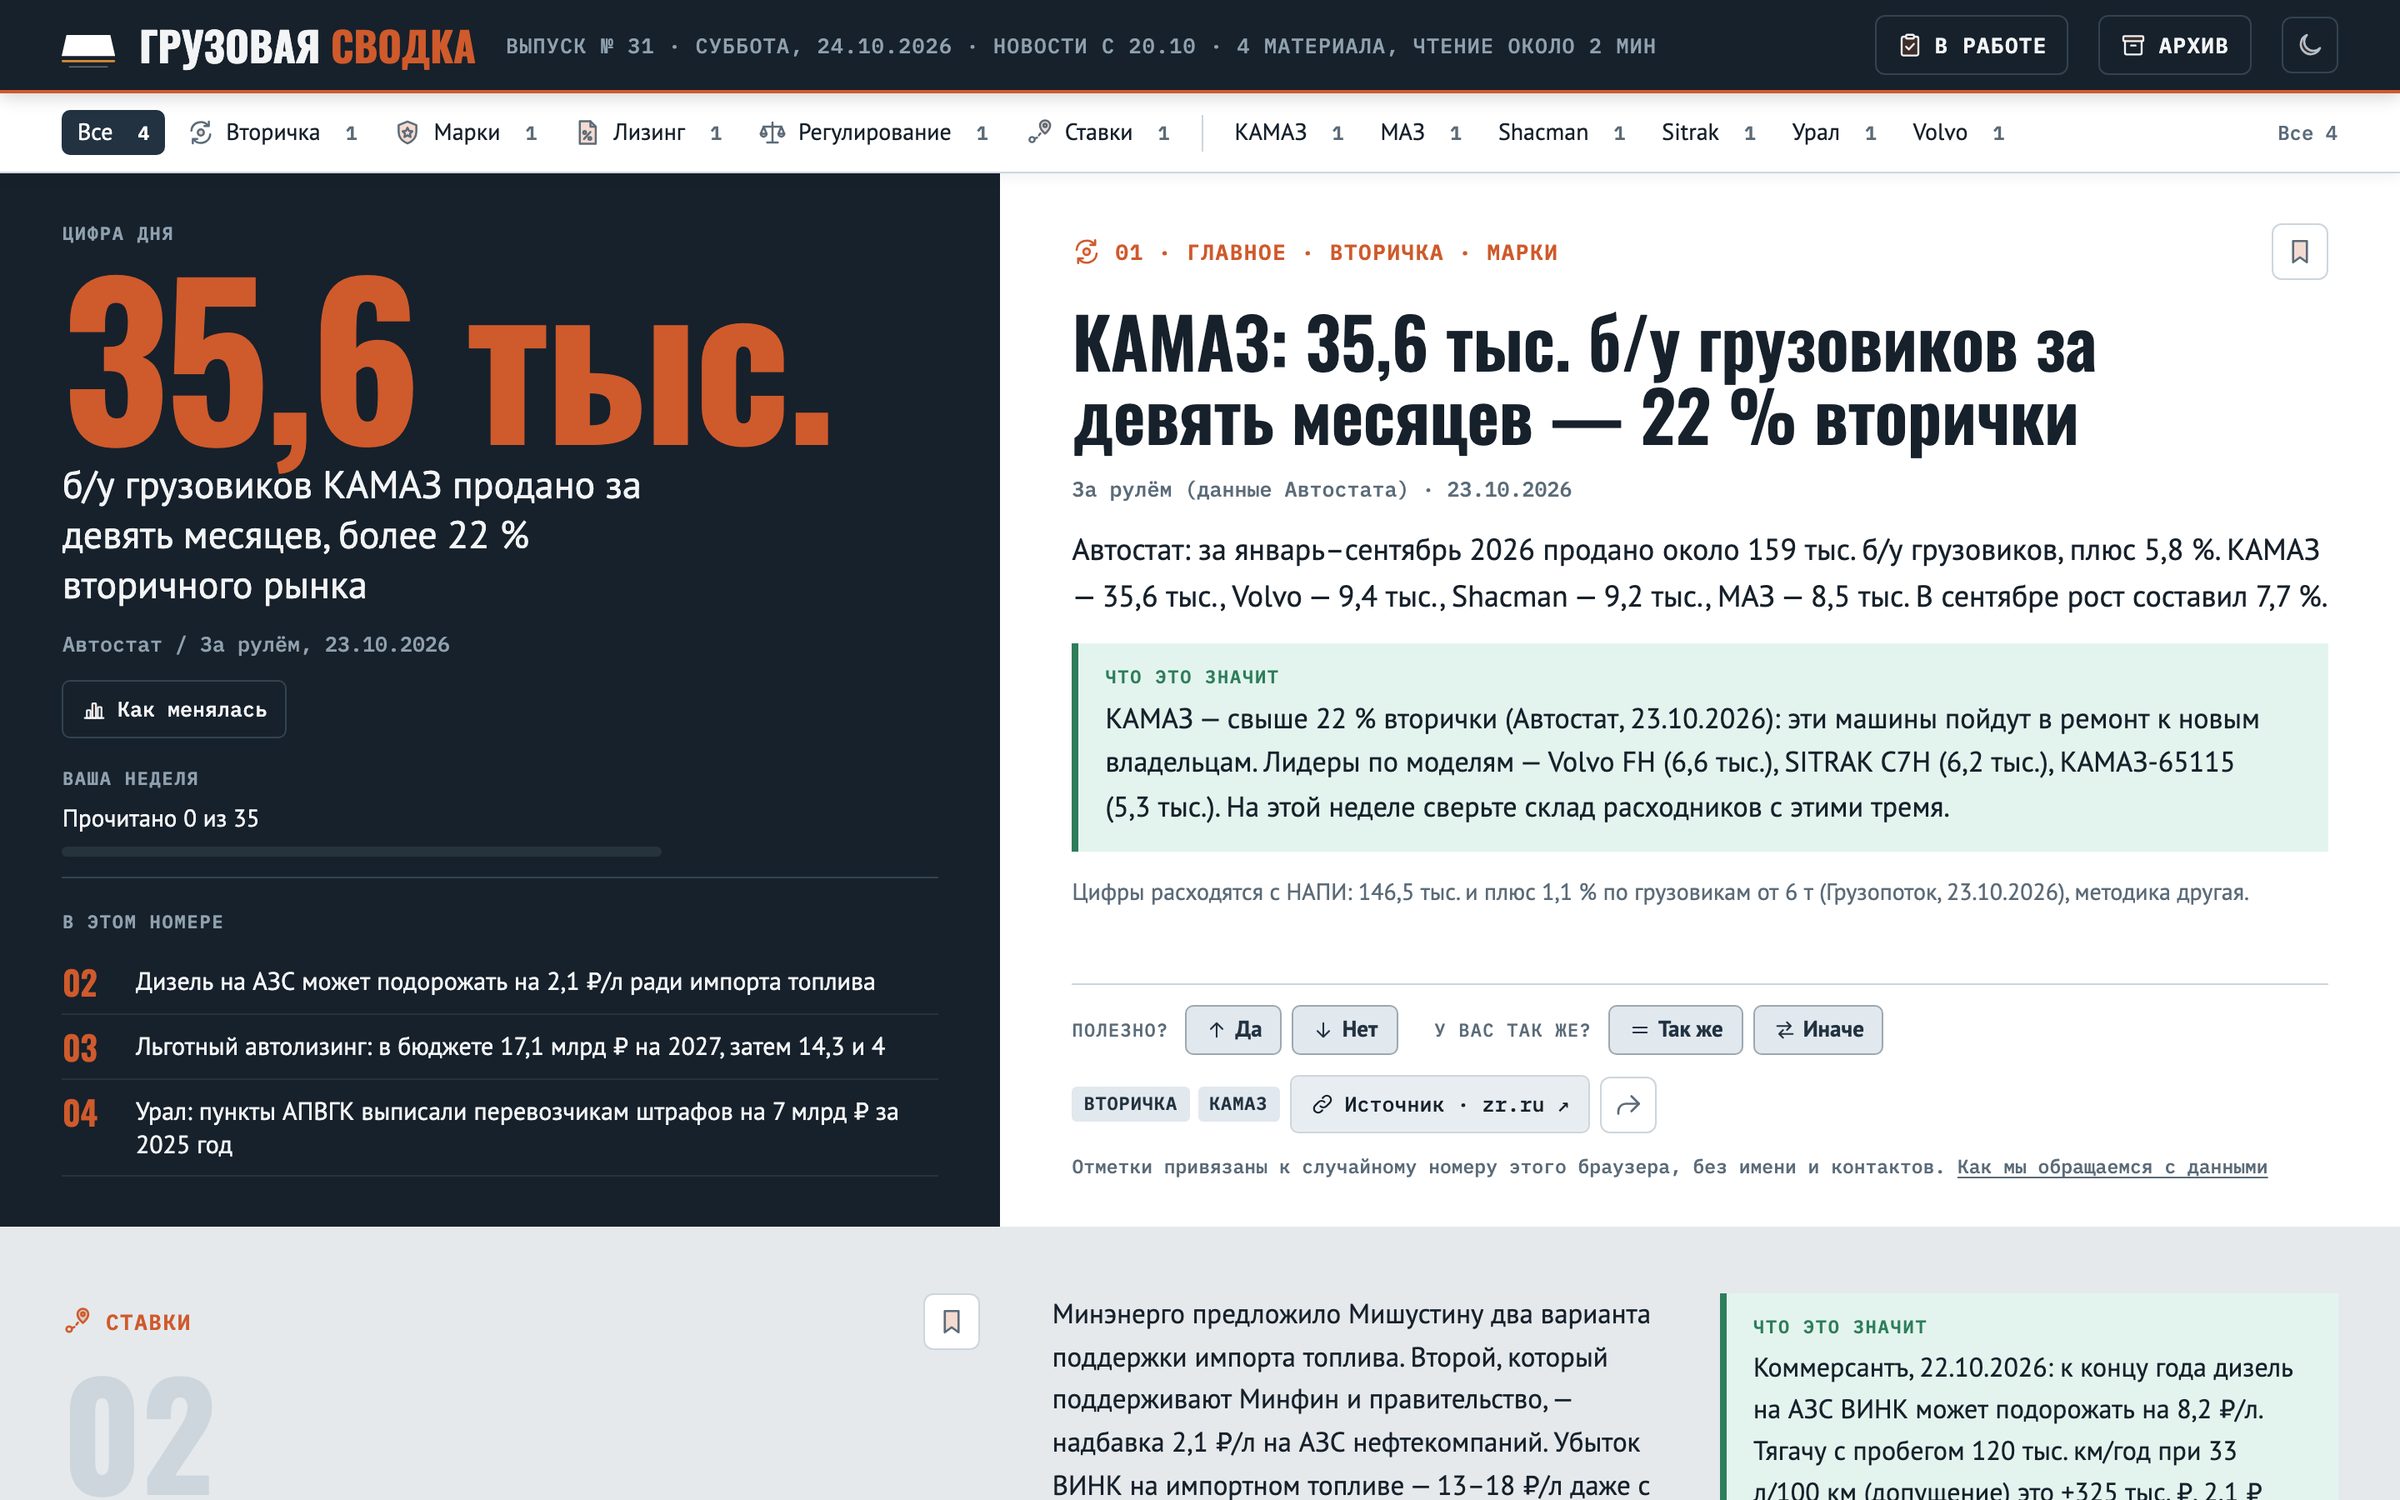 ГРУЗОВАЯ СВОДКА
ВЫПУСК № 31 · СУББОТА, 24.10.2026 · НОВОСТИ С 20.10 · 4 МАТЕРИАЛА, ЧТЕНИЕ ОКОЛО 2 МИН
В РАБОТЕ
АРХИВ
Все 4
Вторичка 1
Марки 1
Лизинг 1
Регулирование 1
Ставки 1
КАМАЗ 1
МАЗ 1
Shacman 1
Sitrak 1
Урал 1
Volvo 1
Все 4
ЦИФРА ДНЯ
35,6 тыс.
б/у грузовиков КАМАЗ продано за
девять месяцев, более 22 %
вторичного рынка
Автостат / За рулём, 23.10.2026
Как менялась
ВАША НЕДЕЛЯ
Прочитано 0 из 35
В ЭТОМ НОМЕРЕ
02 Дизель на АЗС может подорожать на 2,1 ₽/л ради импорта топлива
03 Льготный автолизинг: в бюджете 17,1 млрд ₽ на 2027, затем 14,3 и 4
04 Урал: пункты АПВГК выписали перевозчикам штрафов на 7 млрд ₽ за
2025 год
01 · ГЛАВНОЕ · ВТОРИЧКА · МАРКИ
КАМАЗ: 35,6 тыс. б/у грузовиков за
девять месяцев — 22 % вторички
За рулём (данные Автостата) · 23.10.2026
Автостат: за январь–сентябрь 2026 продано около 159 тыс. б/у грузовиков, плюс 5,8 %. КАМАЗ
— 35,6 тыс., Volvo — 9,4 тыс., Shacman — 9,2 тыс., МАЗ — 8,5 тыс. В сентябре рост составил 7,7 %.
ЧТО ЭТО ЗНАЧИТ
КАМАЗ — свыше 22 % вторички (Автостат, 23.10.2026): эти машины пойдут в ремонт к новым
владельцам. Лидеры по моделям — Volvo FH (6,6 тыс.), SITRAK C7H (6,2 тыс.), КАМАЗ-65115
(5,3 тыс.). На этой неделе сверьте склад расходников с этими тремя.
Цифры расходятся с НАПИ: 146,5 тыс. и плюс 1,1 % по грузовикам от 6 т (Грузопоток, 23.10.2026), методика другая.
ПОЛЕЗНО? ↑ Да ↓ Нет У ВАС ТАК ЖЕ? = Так же ⇄ Иначе
ВТОРИЧКА КАМАЗ Источник · zr.ru ↗
Отметки привязаны к случайному номеру этого браузера, без имени и контактов. Как мы обращаемся с данными
СТАВКИ
02
Минэнерго предложило Мишустину два варианта
поддержки импорта топлива. Второй, который
поддерживают Минфин и правительство, —
надбавка 2,1 ₽/л на АЗС нефтекомпаний. Убыток
ВИНК на импортном топливе — 13–18 ₽/л даже с
ЧТО ЭТО ЗНАЧИТ
Коммерсантъ, 22.10.2026: к концу года дизель
на АЗС ВИНК может подорожать на 8,2 ₽/л.
Тягачу с пробегом 120 тыс. км/год при 33
л/100 км (допущение) это +325 тыс. ₽. 2,1 ₽